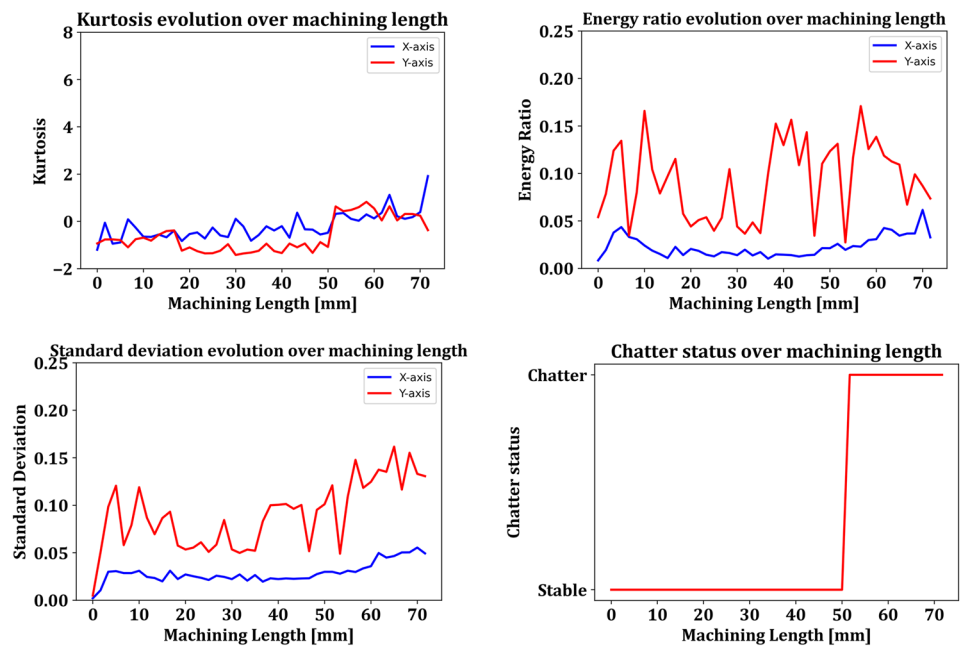 Kurtosis evolution over machining length
8
6
4
2
0
−2
Kurtosis
X-axis
Y-axis
0 10 20 30 40 50 60 70
Machining Length [mm]
Energy ratio evolution over machining length
0.25
0.20
0.15
0.10
0.05
0.00
Energy Ratio
X-axis
Y-axis
0 10 20 30 40 50 60 70
Machining Length [mm]
Standard deviation evolution over machining length
0.25
0.20
0.15
0.10
0.05
0.00
Standard Deviation
X-axis
Y-axis
0 10 20 30 40 50 60 70
Machining Length [mm]
Chatter status over machining length
Chatter
Stable
Chatter status
0 10 20 30 40 50 60 70
Machining Length [mm]